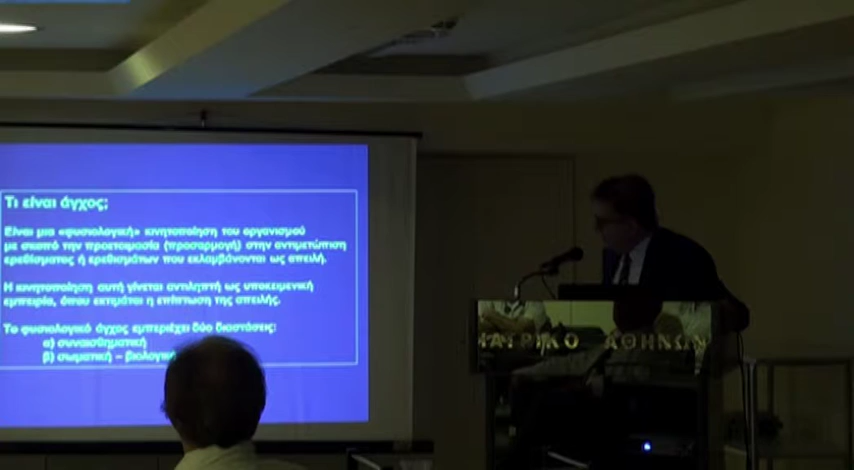 Τι είναι άγχος;
Είναι μια «φυσιολογική» κινητοποίηση του οργανισμού
με σκοπό την προετοιμασία (προσαρμογή) στην αντιμετώπιση
ερεθίσματος ή ερεθισμάτων που εκλαμβάνονται ως απειλή.
Η κινητοποίηση αυτή γίνεται αντιληπτή ως υποκειμενική
εμπειρία, όπου εκτιμάται η επίπτωση της απειλής.
Το φυσιολογικό άγχος εμπεριέχει δύο διαστάσεις:
α) συναισθηματική
β) σωματική – βιολογικ
ΙΑΤΡΙΚΟ ΑΘΗΝΩΝ